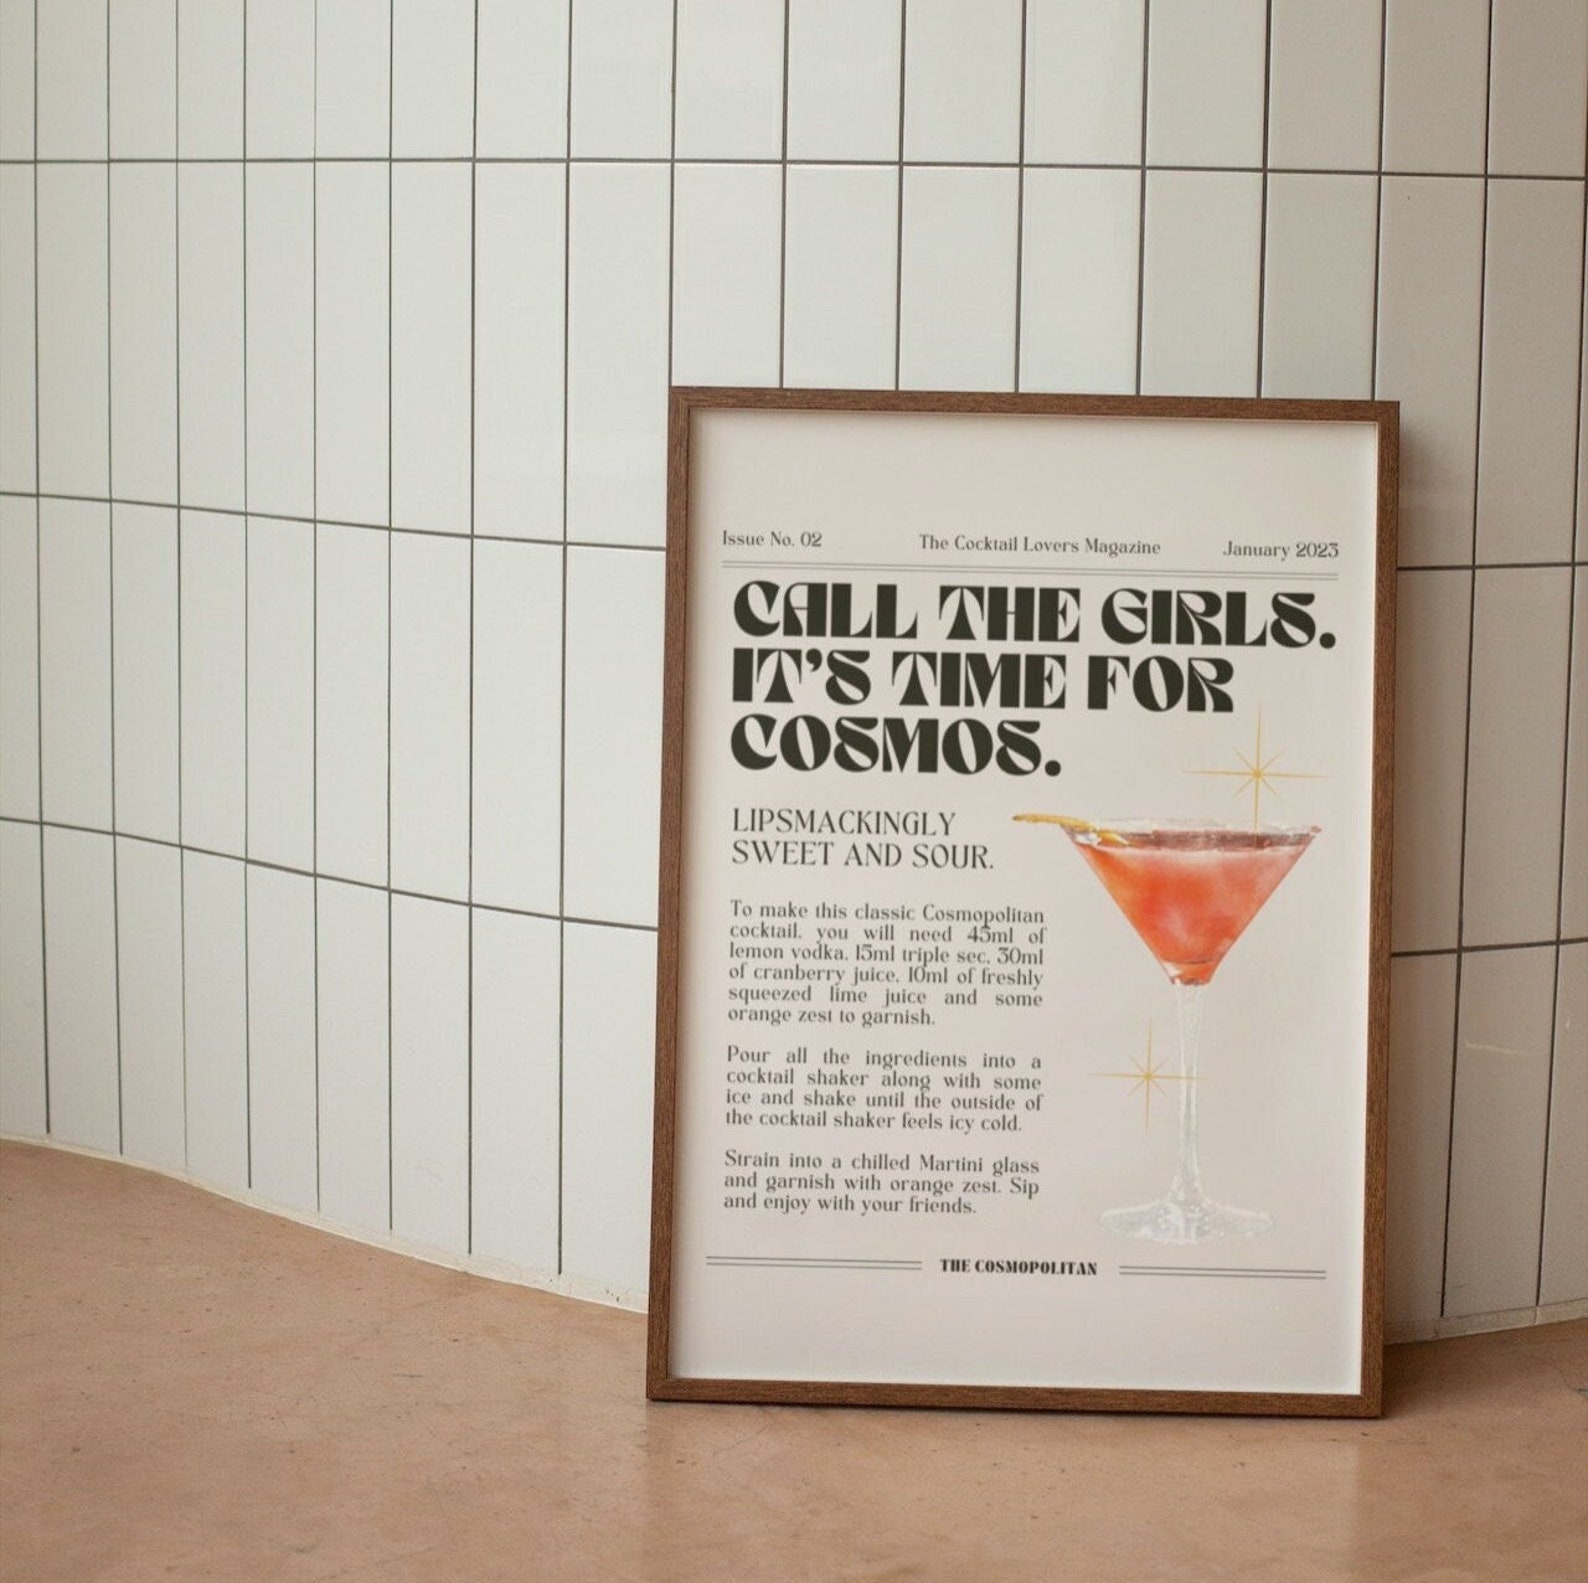 Issue No. 02 The Cocktail Lovers Magazine January 2023
CALL THE GIRLS.
IT'S TIME FOR
COSMOS.
LIPSMACKINGLY
SWEET AND SOUR.
To make this classic Cosmopolitan
cocktail, you will need 45ml of
lemon vodka, 15ml triple sec, 30ml
of cranberry juice, 10ml of freshly
squeezed lime juice and some
orange zest to garnish.
Pour all the ingredients into a
cocktail shaker along with some
ice and shake until the outside of
the cocktail shaker feels icy cold.
Strain into a chilled Martini glass
and garnish with orange zest. Sip
and enjoy with your friends.
THE COSMOPOLITAN